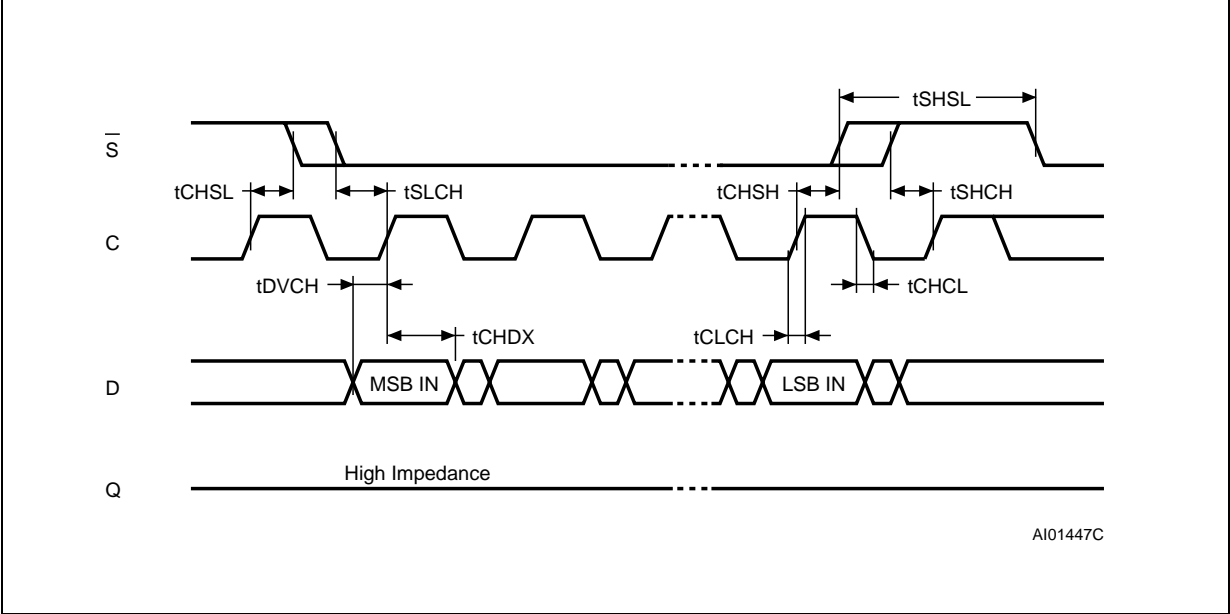 tSHSL
S̅
tCHSL
tSLCH
tCHSH
tSHCH
C
tDVCH
tCHCL
tCHDX
tCLCH
D
MSB IN
LSB IN
High Impedance
Q
AI01447C